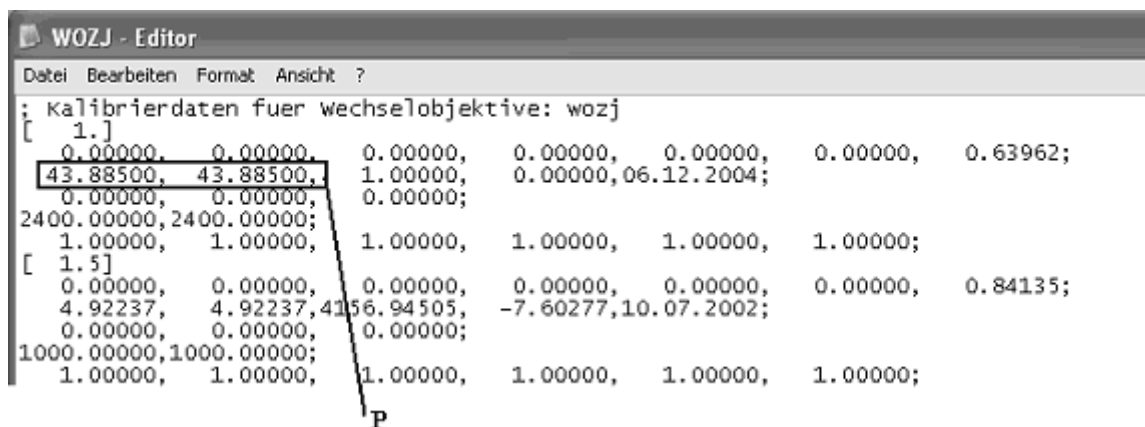 WOZJ - Editor
Datei Bearbeiten Format Ansicht ?
; Kalibrierdaten fuer Wechselobjektive: wozj
[ 1.]
0.00000, 0.00000, 0.00000, 0.00000, 0.00000, 0.00000, 0.63962;
43.88500, 43.88500, 1.00000, 0.00000,06.12.2004;
0.00000, 0.00000, 0.00000;
2400.00000,2400.00000;
1.00000, 1.00000, 1.00000, 1.00000, 1.00000, 1.00000;
[ 1.5]
0.00000, 0.00000, 0.00000, 0.00000, 0.00000, 0.00000, 0.84135;
4.92237, 4.92237,4156.94505, -7.60277,10.07.2002;
0.00000, 0.00000, 0.00000;
1000.00000,1000.00000;
1.00000, 1.00000, 1.00000, 1.00000, 1.00000, 1.00000;
P